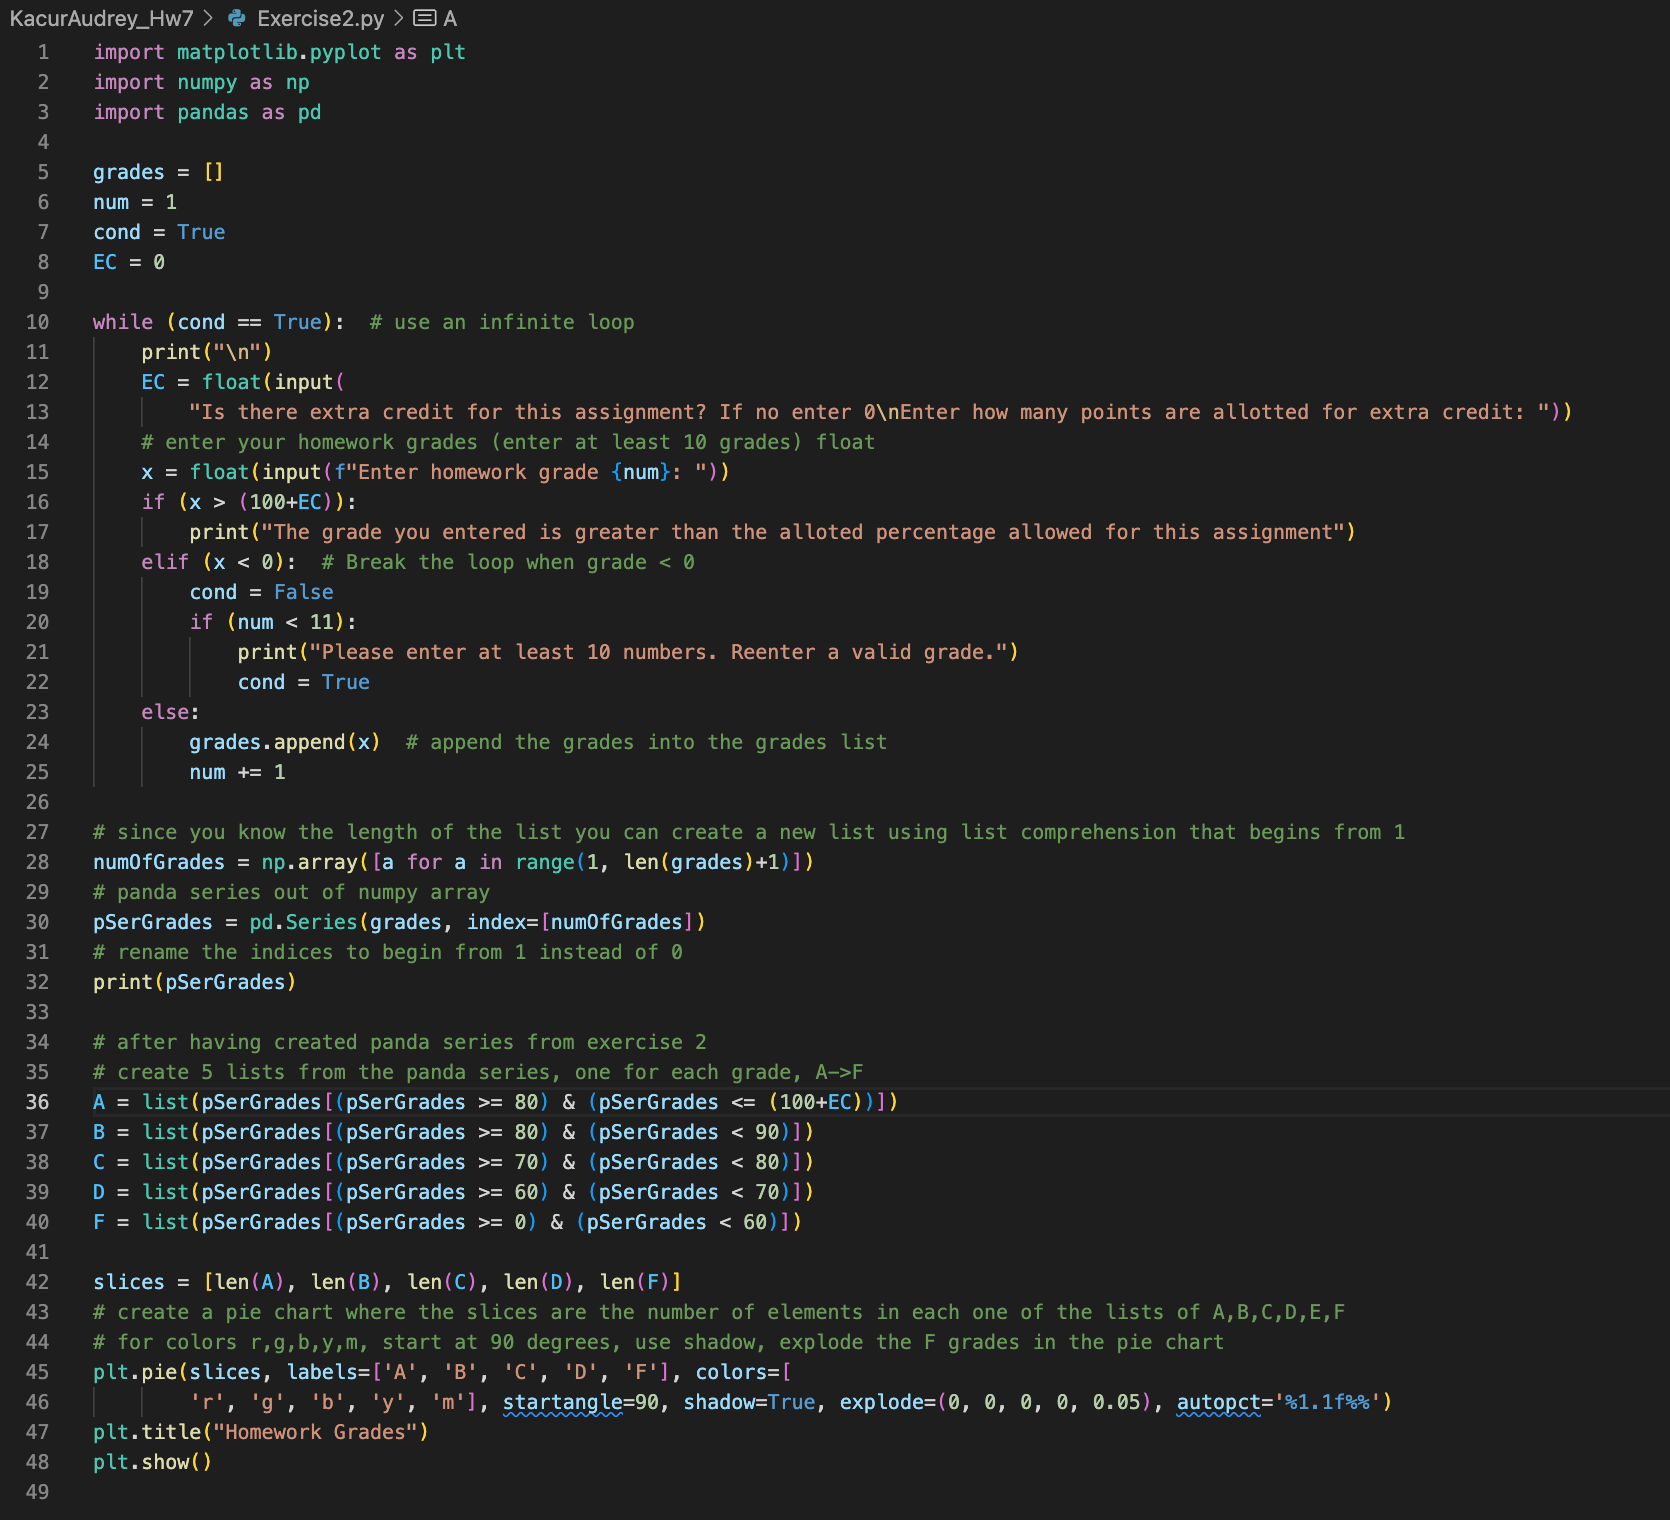 KacurAudrey_Hw7 > Exercise2.py > A
1 import matplotlib.pyplot as plt
2 import numpy as np
3 import pandas as pd
4
5 grades = []
6 num = 1
7 cond = True
8 EC = 0
9
10 while (cond == True):  # use an infinite loop
11     print("\n")
12     EC = float(input(
13         "Is there extra credit for this assignment? If no enter 0\nEnter how many points are allotted for extra credit: "))
14     # enter your homework grades (enter at least 10 grades) float
15     x = float(input(f"Enter homework grade {num}: "))
16     if (x > (100+EC)):
17         print("The grade you entered is greater than the alloted percentage allowed for this assignment")
18     elif (x < 0):  # Break the loop when grade < 0
19         cond = False
20         if (num < 11):
21             print("Please enter at least 10 numbers. Reenter a valid grade.")
22             cond = True
23     else:
24         grades.append(x)  # append the grades into the grades list
25         num += 1
26
27 # since you know the length of the list you can create a new list using list comprehension that begins from 1
28 numOfGrades = np.array([a for a in range(1, len(grades)+1)])
29 # panda series out of numpy array
30 pSerGrades = pd.Series(grades, index=[numOfGrades])
31 # rename the indices to begin from 1 instead of 0
32 print(pSerGrades)
33
34 # after having created panda series from exercise 2
35 # create 5 lists from the panda series, one for each grade, A->F
36 A = list(pSerGrades[(pSerGrades >= 80) & (pSerGrades <= (100+EC))])
37 B = list(pSerGrades[(pSerGrades >= 80) & (pSerGrades < 90)])
38 C = list(pSerGrades[(pSerGrades >= 70) & (pSerGrades < 80)])
39 D = list(pSerGrades[(pSerGrades >= 60) & (pSerGrades < 70)])
40 F = list(pSerGrades[(pSerGrades >= 0) & (pSerGrades < 60)])
41
42 slices = [len(A), len(B), len(C), len(D), len(F)]
43 # create a pie chart where the slices are the number of elements in each one of the lists of A,B,C,D,E,F
44 # for colors r,g,b,y,m, start at 90 degrees, use shadow, explode the F grades in the pie chart
45 plt.pie(slices, labels=['A', 'B', 'C', 'D', 'F'], colors=[
46         'r', 'g', 'b', 'y', 'm'], startangle=90, shadow=True, explode=(0, 0, 0, 0, 0.05), autopct='%1.1f%%')
47 plt.title("Homework Grades")
48 plt.show()
49